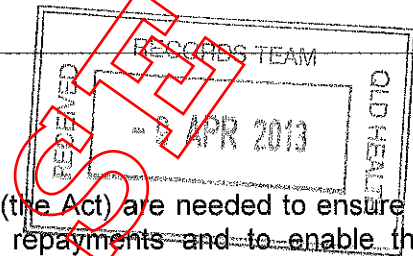 RECORDS TEAM
RECEIVED
- 9 APR 2013
QLD HEALTH
(the Act) are needed to ensure
repayments and to enable th